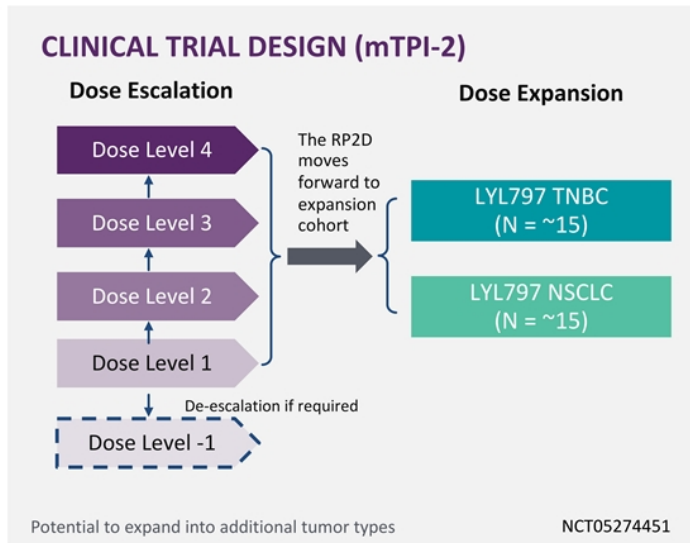 CLINICAL TRIAL DESIGN (mTPI-2)
Dose Escalation
Dose Level 4
Dose Level 3
Dose Level 2
Dose Level 1
De-escalation if required
Dose Level -1
The RP2D
moves
forward to
expansion
cohort
Dose Expansion
LYL797 TNBC
(N = ~15)
LYL797 NSCLC
(N = ~15)
Potential to expand into additional tumor types
NCT05274451